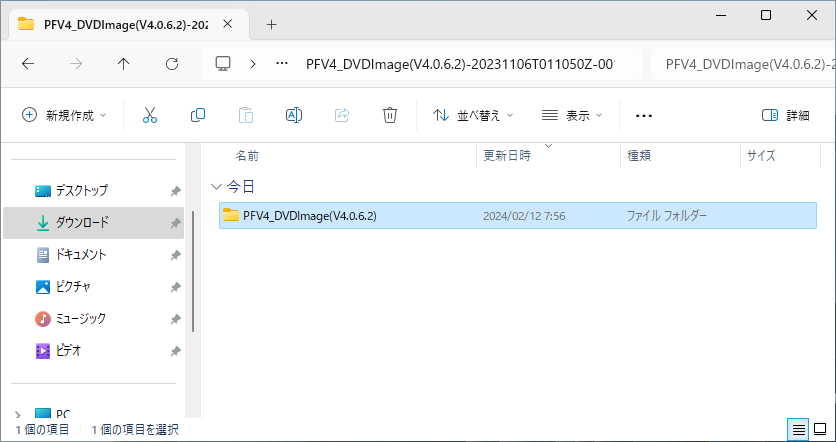 PFV4_DVDImage(V4.0.6.2)-202
PFV4_DVDImage(V4.0.6.2)-20231106T011050Z-00
PFV4_DVDImage(V4.0.6.2)-2
新規作成
並べ替え
表示
詳細
名前 更新日時 種類 サイズ
今日
PFV4_DVDImage(V4.0.6.2) 2024/02/12 7:56 ファイル フォルダー
デスクトップ
ダウンロード
ドキュメント
ピクチャ
ミュージック
ビデオ
PC
1 個の項目 1 個の項目を選択